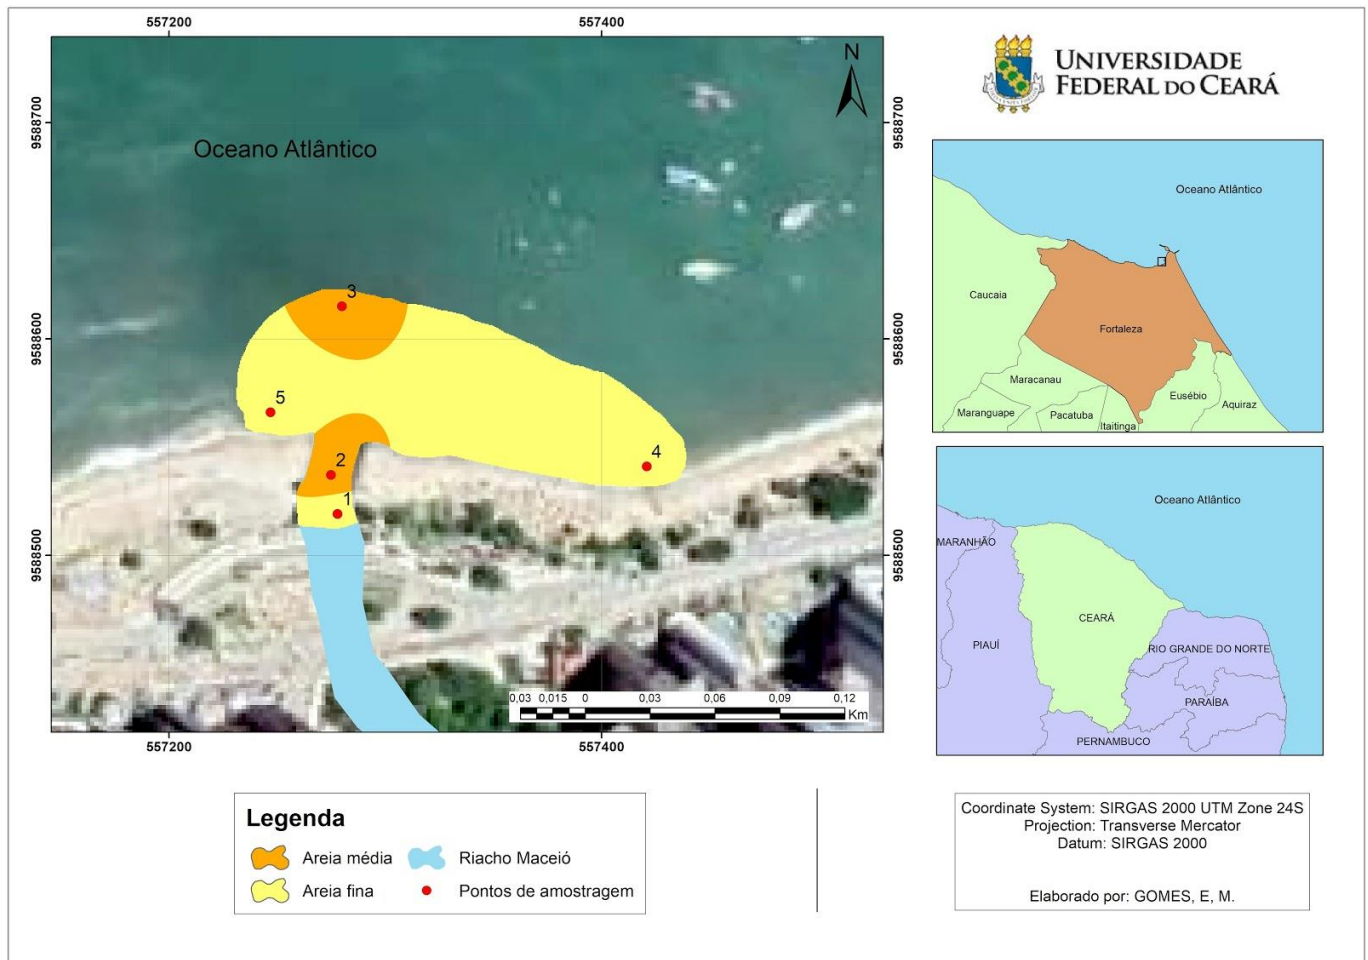 557200
557400
N
UNIVERSIDADE
FEDERAL DO CEARÁ
9588700
9588700
Oceano Atlântico
Oceano Atlântico
Caucaia
Fortaleza
Maracanau
Maranguape
Pacatuba
Itaitinga
Eusébio
Aquiraz
3
9588600
9588600
5
4
2
1
9588500
9588500
Oceano Atlântico
MARANHÃO
CEARÁ
PIAUÍ
RIO GRANDE DO NORTE
PARAÍBA
PERNAMBUCO
0,03 0,015 0 0,03 0,06 0,09 0,12
Km
557200
557400
Legenda
Areia média
Riacho Maceió
Areia fina
Pontos de amostragem
Coordinate System: SIRGAS 2000 UTM Zone 24S
Projection: Transverse Mercator
Datum: SIRGAS 2000
Elaborado por: GOMES, E, M.